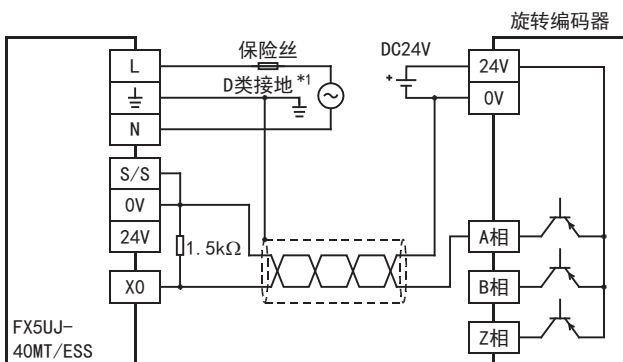 旋转编码器
L
保险丝
DC24V
24V
D类接地 *1
+
0V
N
S/S
0V
24V
1.5kΩ
A相
X0
B相
FX5UJ-
40MT/ESS
Z相